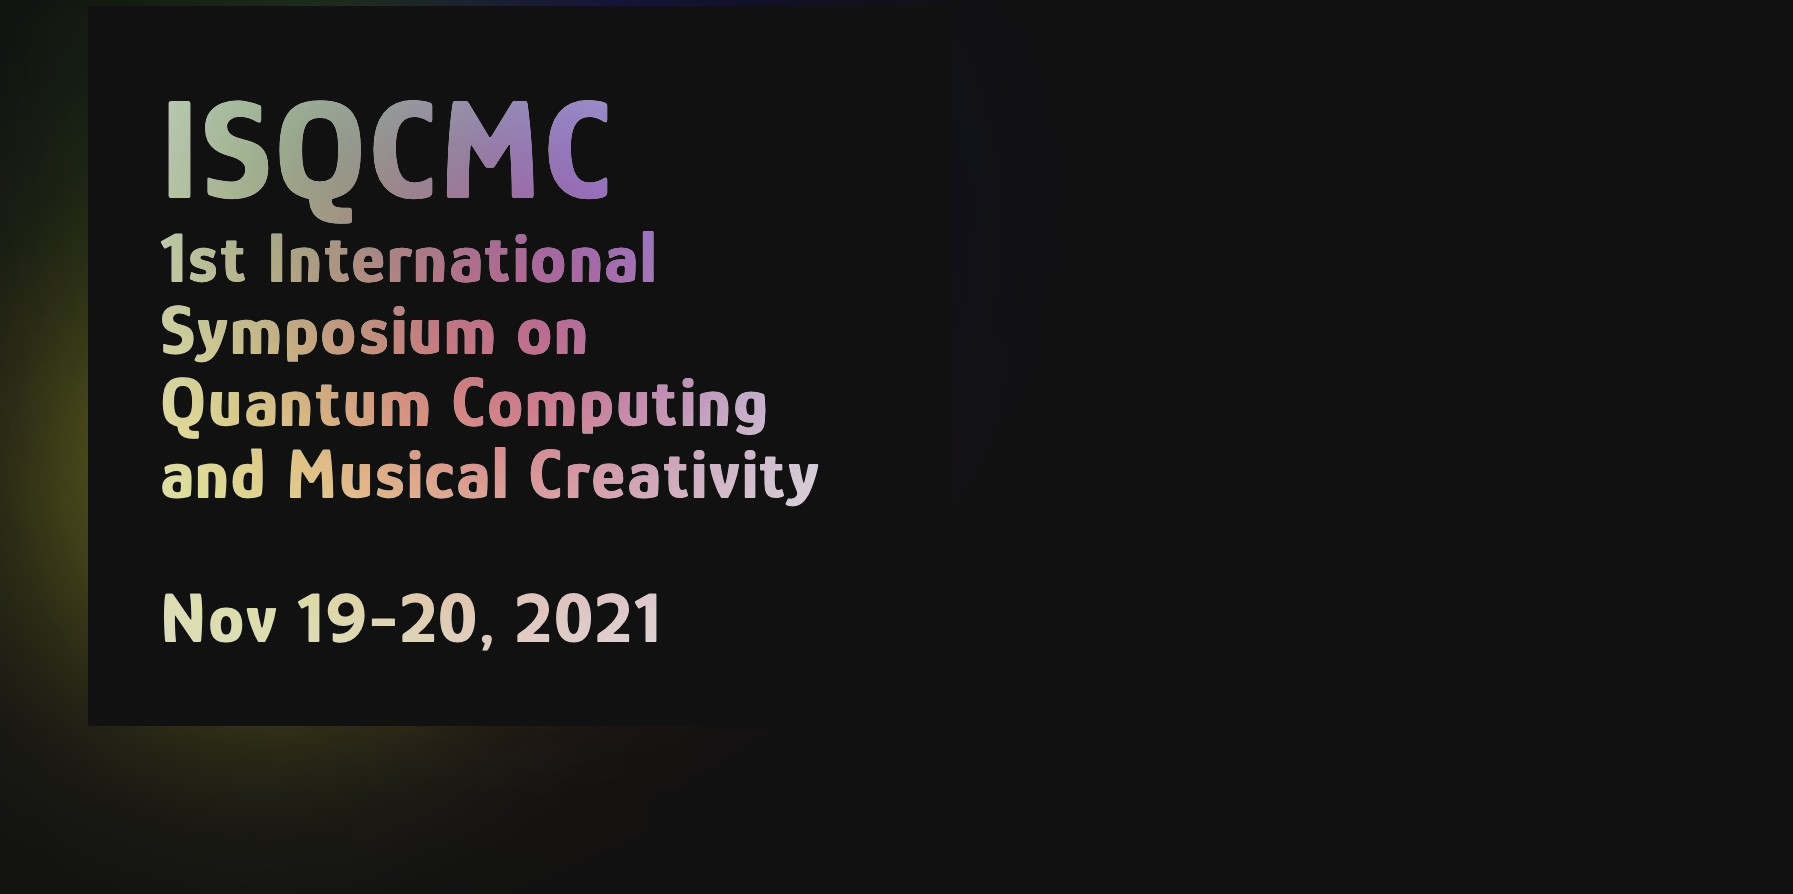 ISQCMC
1st International
Symposium on
Quantum Computing
and Musical Creativity
Nov 19-20, 2021